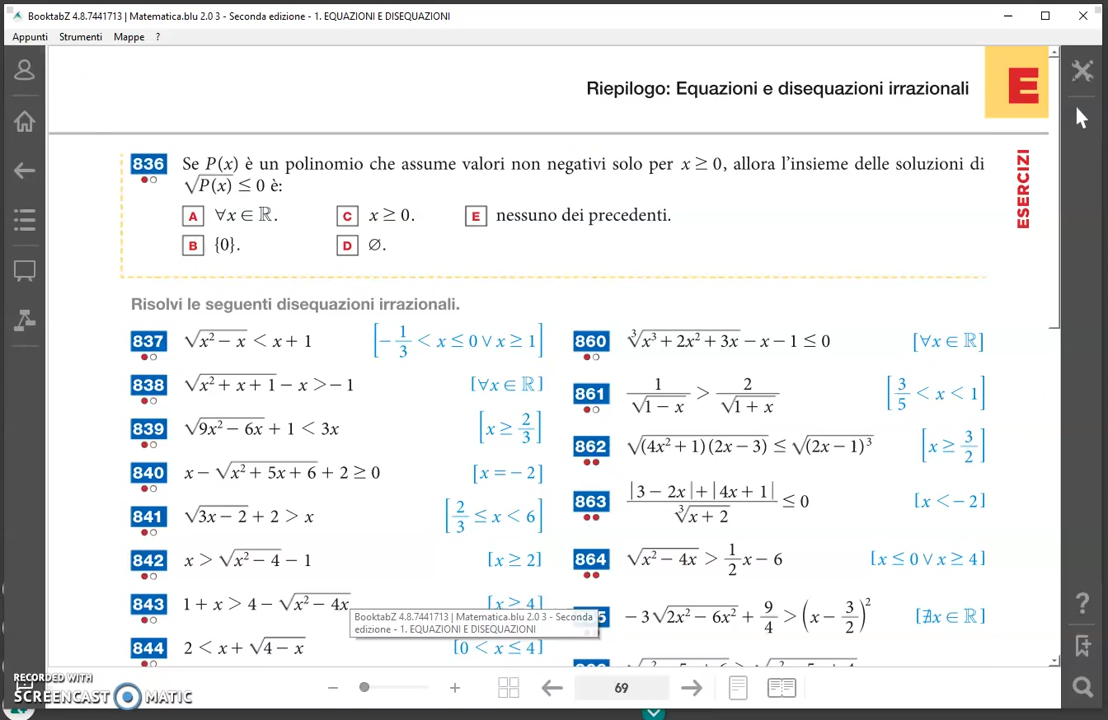 BooktabZ 4.8.7441713 | Matematica.blu 2.0 3 - Seconda edizione - 1. EQUAZIONI E DISEQUAZIONI
Appunti Strumenti Mappe ?
Riepilogo: Equazioni e disequazioni irrazionali
E
ESERCIZI
836 Se P(x) è un polinomio che assume valori non negativi solo per x ≥ 0, allora l'insieme delle soluzioni di
√P(x) ≤ 0 è:
A ∀x ∈ ℝ. C x ≥ 0. E nessuno dei precedenti.
B {0}. D ∅.
Risolvi le seguenti disequazioni irrazionali.
837 √(x² − x) < x + 1 [−1/3 < x ≤ 0 ∨ x ≥ 1]
838 √(x² + x + 1) − x > −1 [∀x ∈ ℝ]
839 √(9x² − 6x) + 1 < 3x [x ≥ 2/3]
840 x − √(x² + 5x + 6) + 2 ≥ 0 [x = −2]
841 √(3x − 2) + 2 > x [2/3 ≤ x < 6]
842 x > √(x² − 4) − 1 [x ≥ 2]
843 1 + x > 4 − √(x² − 4x) [x ≥ 4]
844 2 < x + √(4 − x) [0 < x ≤ 4]
860 ∛(x³ + 2x² + 3x) − x − 1 ≤ 0 [∀x ∈ ℝ]
861 1/√(1 − x) > 2/√(1 + x) [3/5 < x < 1]
862 √((4x² + 1)(2x − 3)) ≤ √((2x − 1)³) [x ≥ 3/2]
863 (|3 − 2x| + |4x + 1|)/∛(x + 2) ≤ 0 [x < −2]
864 √(x² − 4x) > 1/2 x − 6 [x ≤ 0 ∨ x ≥ 4]
5 −3√(2x² − 6x²) + 9/4 > (x − 3/2)² [∄x ∈ ℝ]
BooktabZ 4.8.7441713 | Matematica.blu 2.0 3 - Seconda
edizione - 1. EQUAZIONI E DISEQUAZIONI
RECORDED WITH
SCREENCAST MATIC
69
?